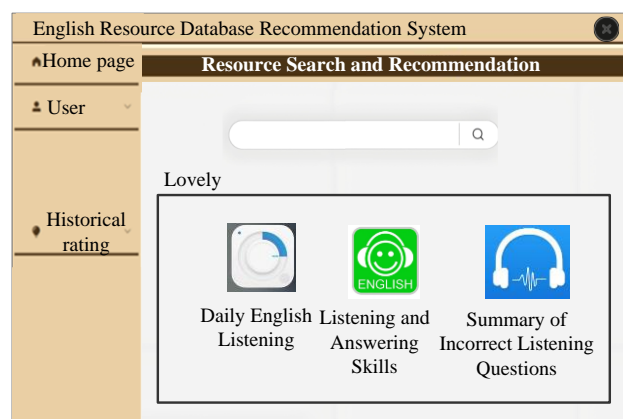 English Resource Database Recommendation System
Home page
Resource Search and Recommendation
User
Lovely
Historical
rating
ENGLISH
Daily English
Listening
Listening and
Answering
Skills
Summary of
Incorrect Listening
Questions